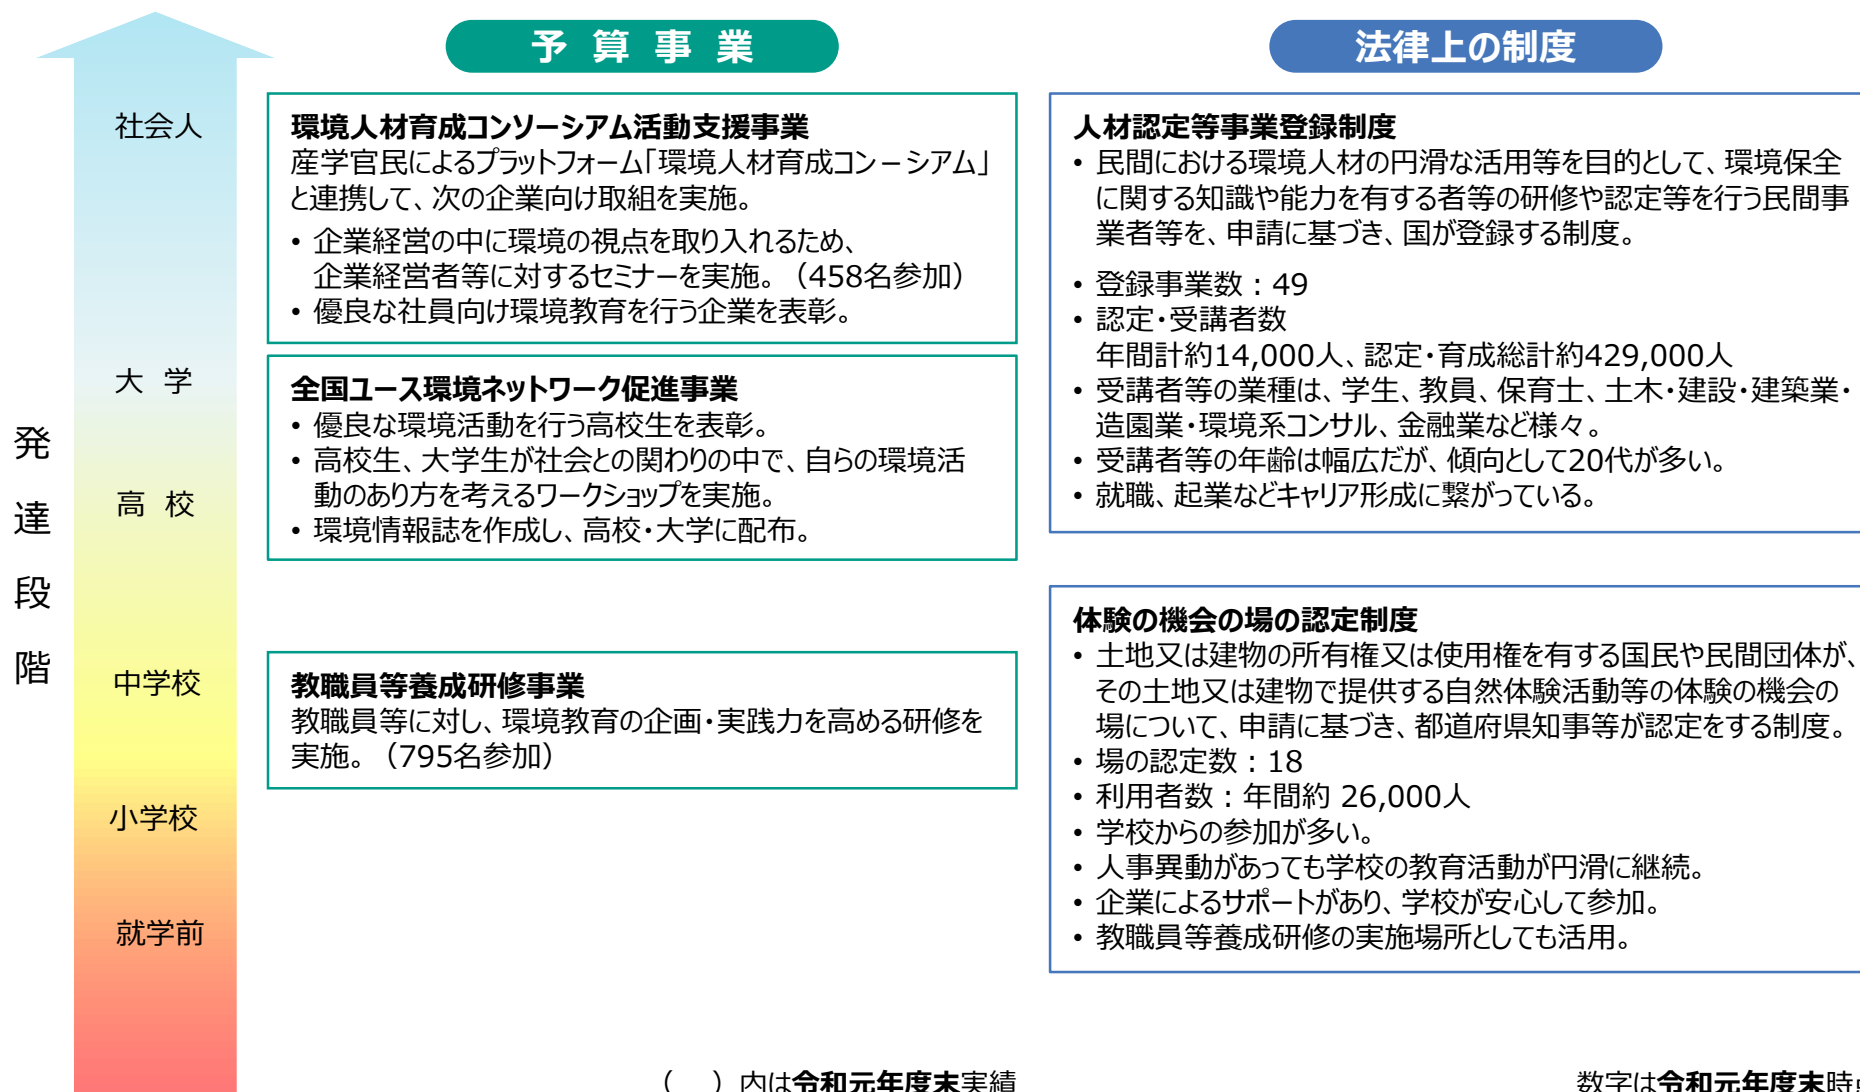 予算事業
法律上の制度
発達段階
社会人
大学
高校
中学校
小学校
就学前
環境人材育成コンソーシアム活動支援事業
産学官民によるプラットフォーム「環境人材育成コンーシアム」
と連携して、次の企業向け取組を実施。
• 企業経営の中に環境の視点を取り入れるため、
企業経営者等に対するセミナーを実施。（458名参加）
• 優良な社員向け環境教育を行う企業を表彰。
全国ユース環境ネットワーク促進事業
• 優良な環境活動を行う高校生を表彰。
• 高校生、大学生が社会との関わりの中で、自らの環境活
動のあり方を考えるワークショップを実施。
• 環境情報誌を作成し、高校・大学に配布。
教職員等養成研修事業
教職員等に対し、環境教育の企画・実践力を高める研修を
実施。（795名参加）
（　）内は令和元年度末実績
人材認定等事業登録制度
• 民間における環境人材の円滑な活用等を目的として、環境保全
に関する知識や能力を有する者等の研修や認定等を行う民間事
業者等を、申請に基づき、国が登録する制度。
• 登録事業数：49
• 認定・受講者数
年間計約14,000人、認定・育成総計約429,000人
• 受講者等の業種は、学生、教員、保育士、土木・建設・建築業・
造園業・環境系コンサル、金融業など様々。
• 受講者等の年齢は幅広だが、傾向として20代が多い。
• 就職、起業などキャリア形成に繋がっている。
体験の機会の場の認定制度
• 土地又は建物の所有権又は使用権を有する国民や民間団体が、
その土地又は建物で提供する自然体験活動等の体験の機会の
場について、申請に基づき、都道府県知事等が認定をする制度。
• 場の認定数：18
• 利用者数：年間約 26,000人
• 学校からの参加が多い。
• 人事異動があっても学校の教育活動が円滑に継続。
• 企業によるサポートがあり、学校が安心して参加。
• 教職員等養成研修の実施場所としても活用。
数字は令和元年度末時点